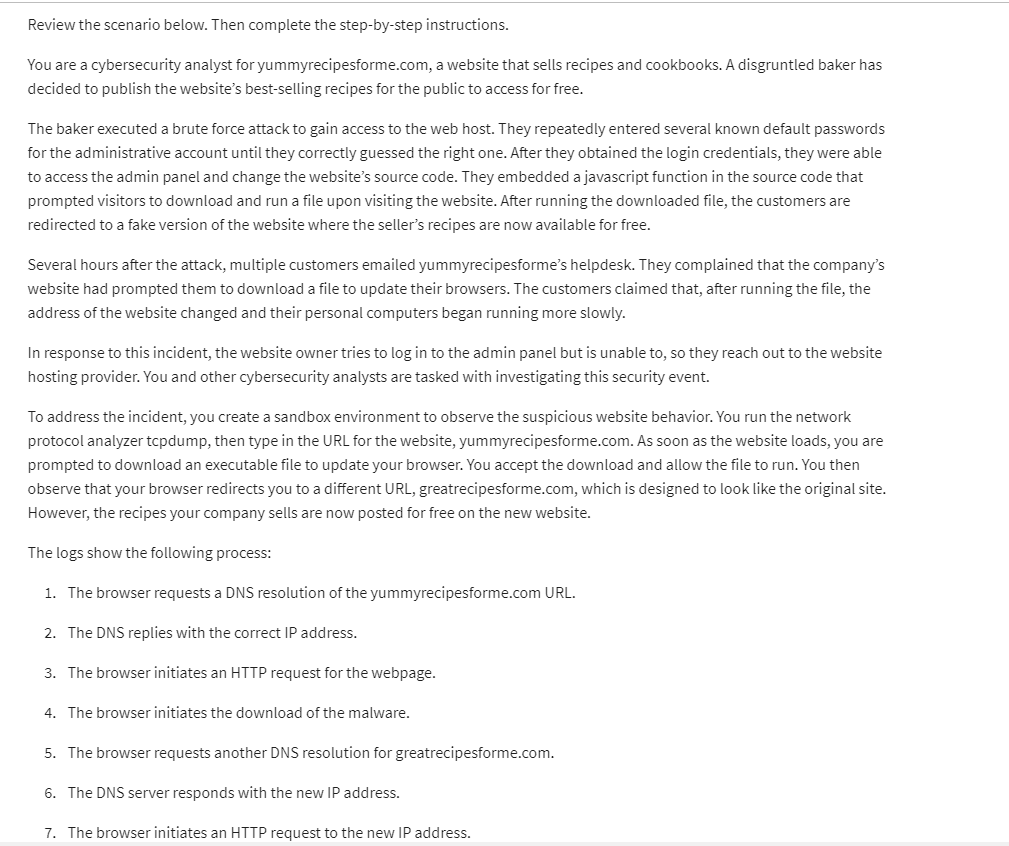 Review the scenario below. Then complete the step-by-step instructions.
You are a cybersecurity analyst for yummyrecipesforme.com, a website that sells recipes and cookbooks. A disgruntled baker has
decided to publish the website’s best-selling recipes for the public to access for free.
The baker executed a brute force attack to gain access to the web host. They repeatedly entered several known default passwords
for the administrative account until they correctly guessed the right one. After they obtained the login credentials, they were able
to access the admin panel and change the website’s source code. They embedded a javascript function in the source code that
prompted visitors to download and run a file upon visiting the website. After running the downloaded file, the customers are
redirected to a fake version of the website where the seller’s recipes are now available for free.
Several hours after the attack, multiple customers emailed yummyrecipesforme’s helpdesk. They complained that the company’s
website had prompted them to download a file to update their browsers. The customers claimed that, after running the file, the
address of the website changed and their personal computers began running more slowly.
In response to this incident, the website owner tries to log in to the admin panel but is unable to, so they reach out to the website
hosting provider. You and other cybersecurity analysts are tasked with investigating this security event.
To address the incident, you create a sandbox environment to observe the suspicious website behavior. You run the network
protocol analyzer tcpdump, then type in the URL for the website, yummyrecipesforme.com. As soon as the website loads, you are
prompted to download an executable file to update your browser. You accept the download and allow the file to run. You then
observe that your browser redirects you to a different URL, greatrecipesforme.com, which is designed to look like the original site.
However, the recipes your company sells are now posted for free on the new website.
The logs show the following process:
1. The browser requests a DNS resolution of the yummyrecipesforme.com URL.
2. The DNS replies with the correct IP address.
3. The browser initiates an HTTP request for the webpage.
4. The browser initiates the download of the malware.
5. The browser requests another DNS resolution for greatrecipesforme.com.
6. The DNS server responds with the new IP address.
7. The browser initiates an HTTP request to the new IP address.